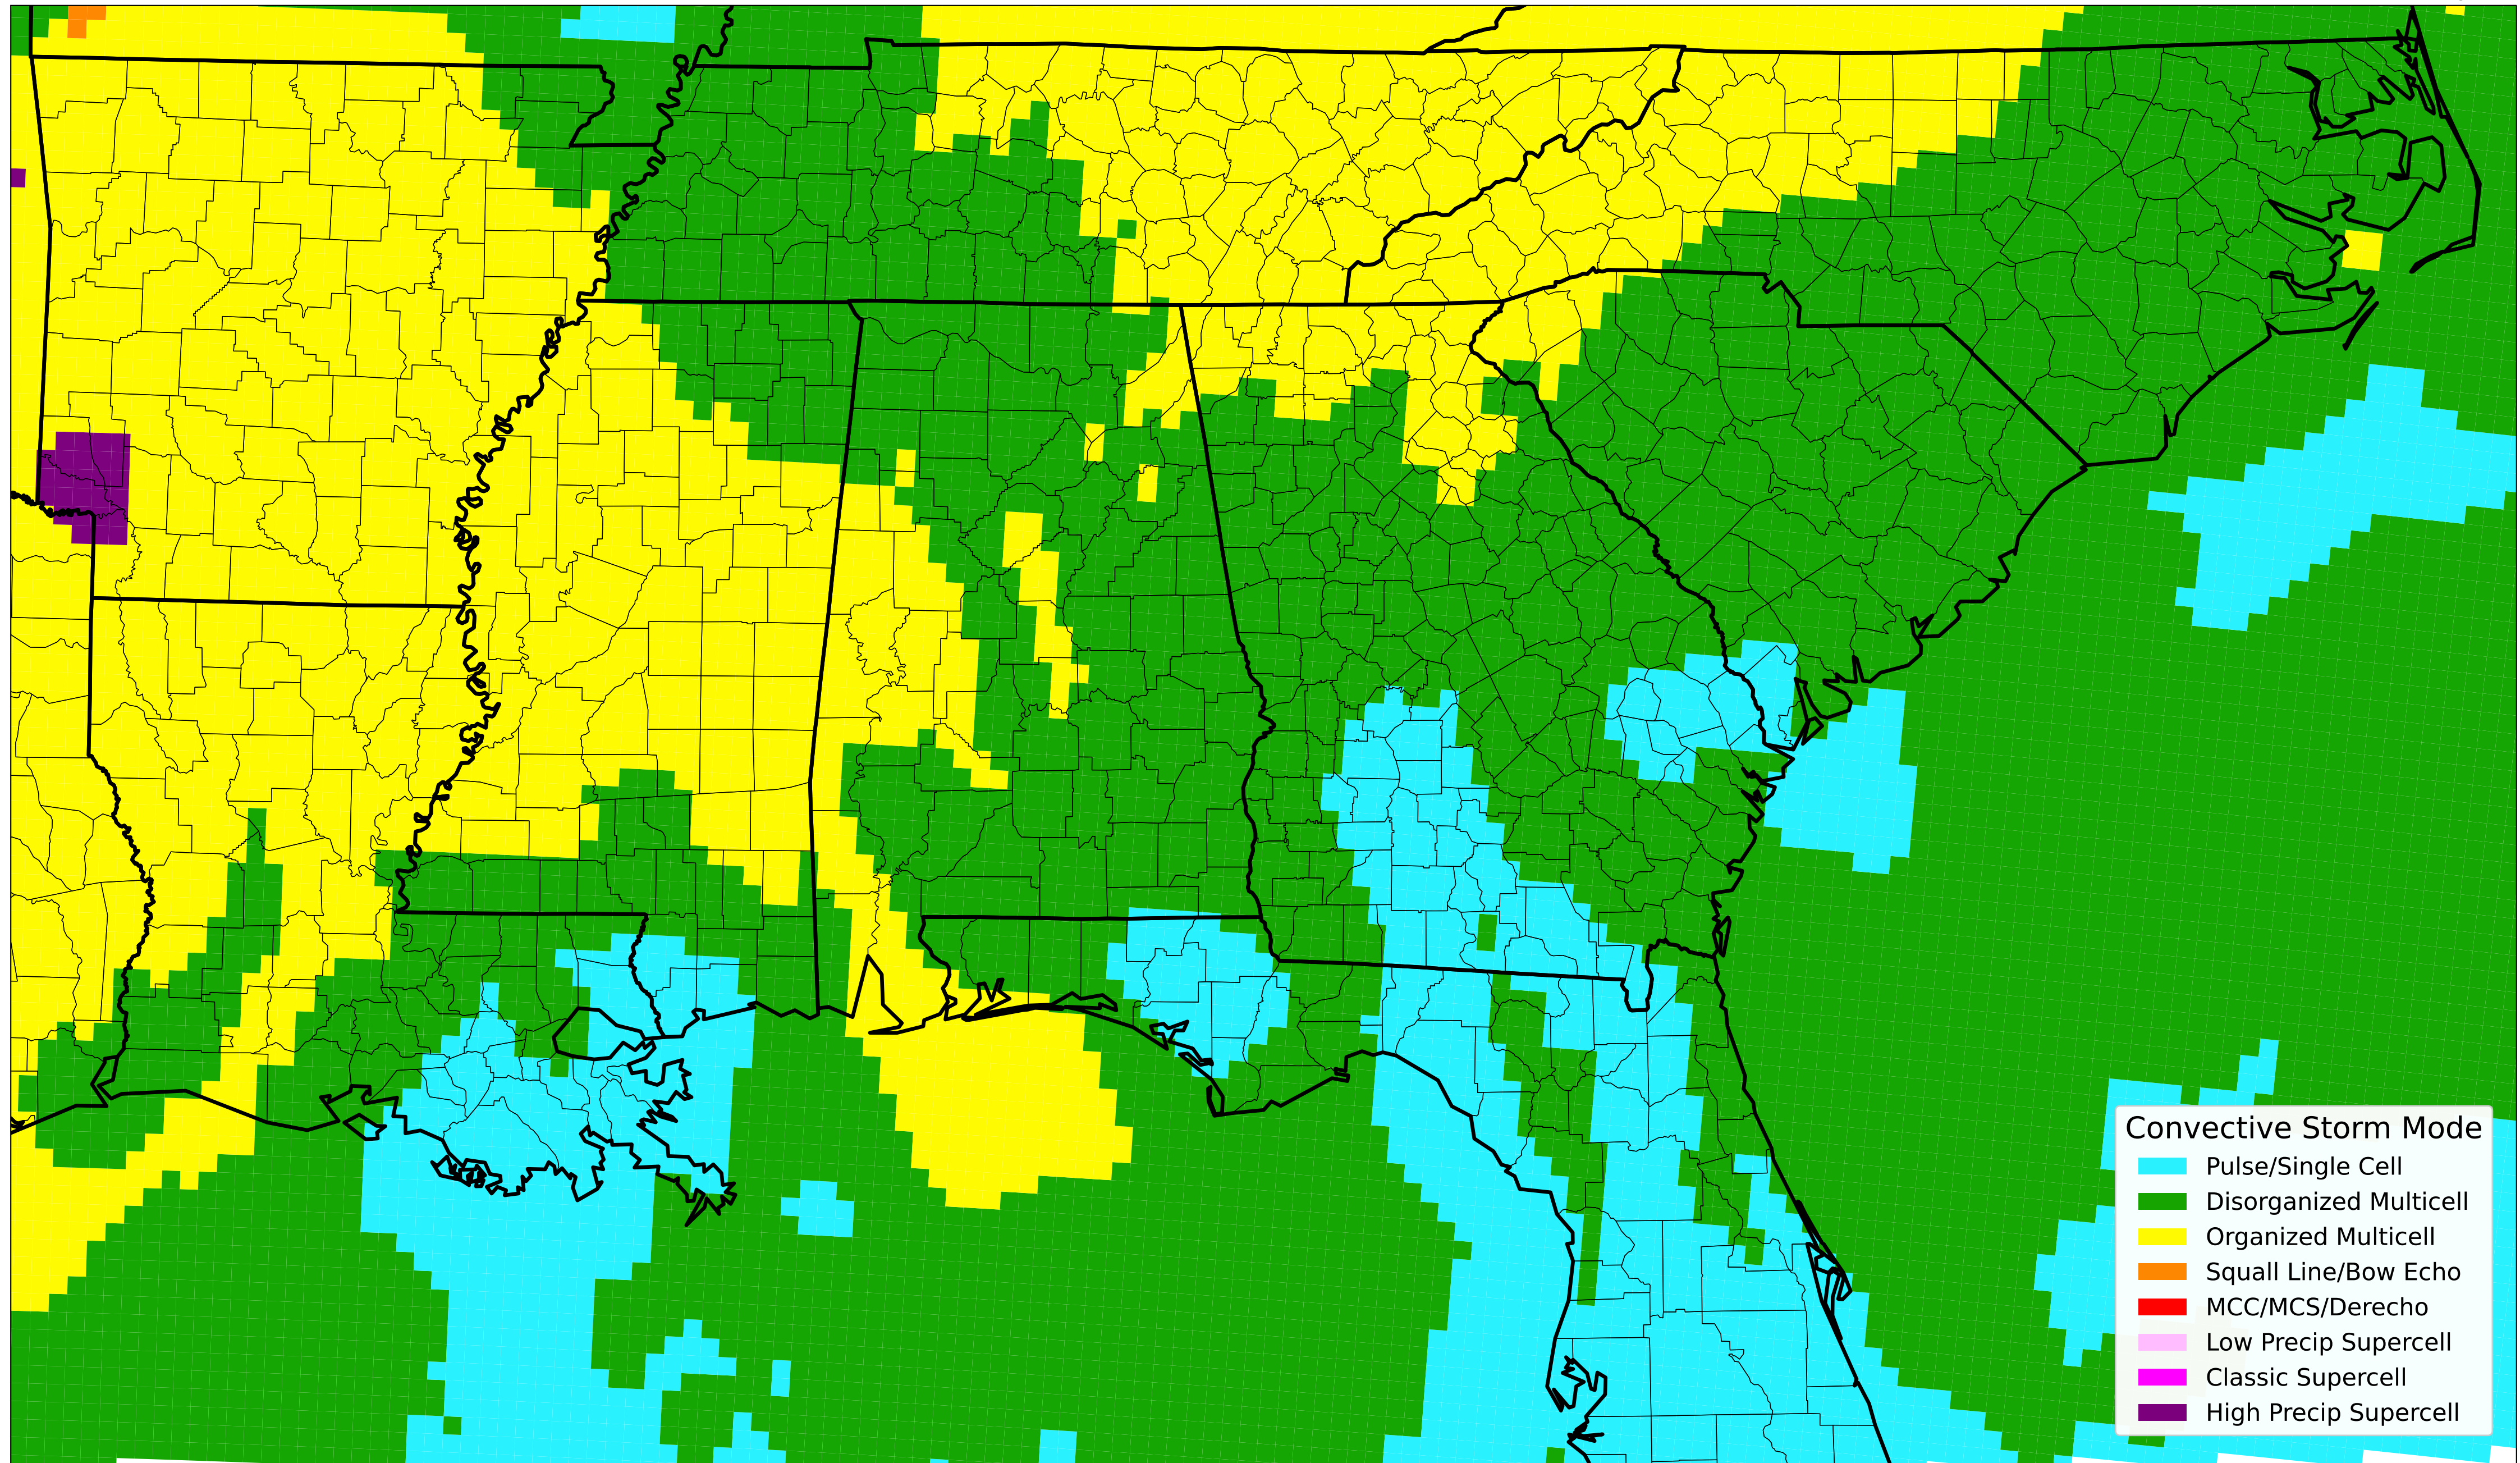 Convective Storm Mode
Pulse/Single Cell
Disorganized Multicell
Organized Multicell
Squall Line/Bow Echo
MCC/MCS/Derecho
Low Precip Supercell
Classic Supercell
High Precip Supercell